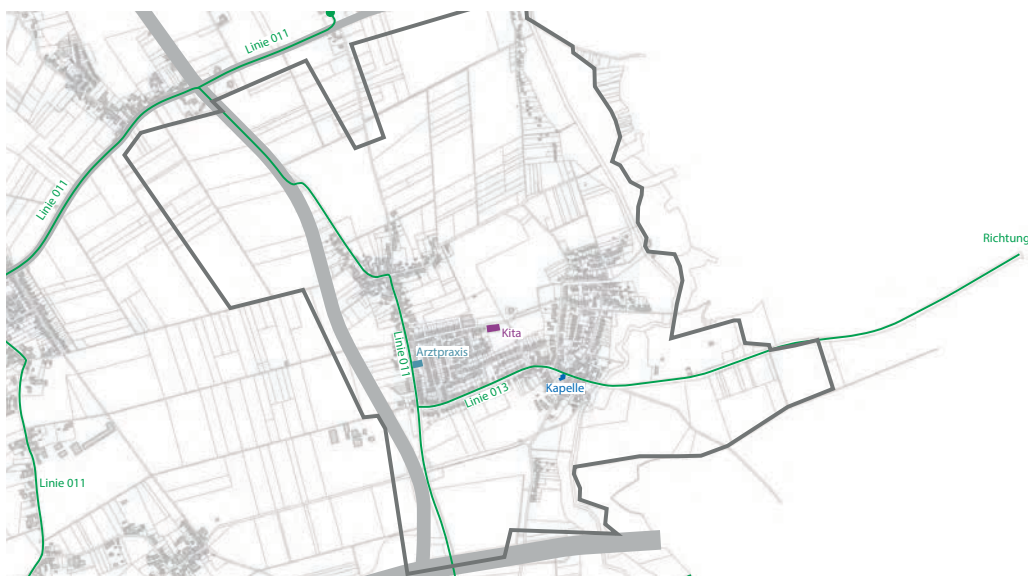 Linie 011
Linie 011
Richtung
Kita
Linie 011
Arztpraxis
Linie 013
Kapelle
Linie 011